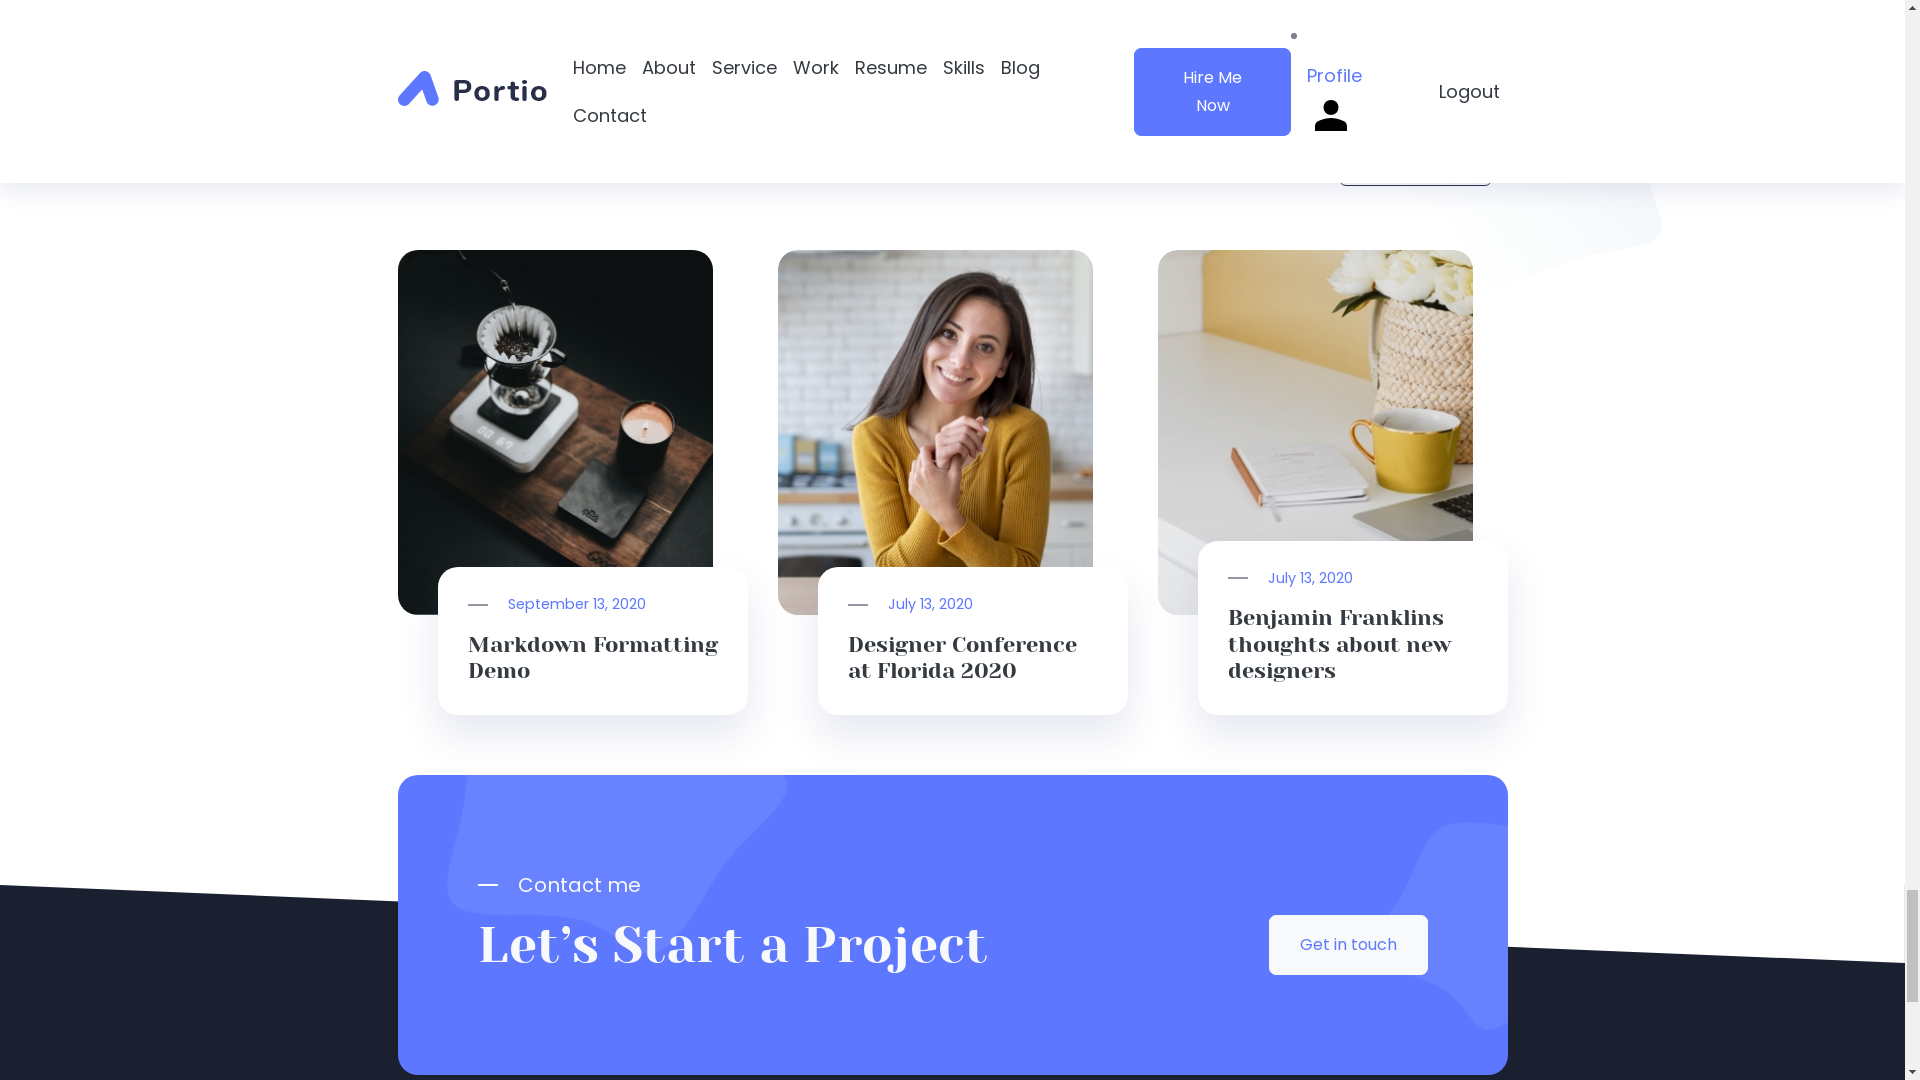 Portio
Home About Service Work Resume Skills Blog
Contact
Hire Me
Now
Profile
Logout
September 13, 2020
Markdown Formatting
Demo
July 13, 2020
Designer Conference
at Florida 2020
July 13, 2020
Benjamin Franklins
thoughts about new
designers
Contact me
Let’s Start a Project
Get in touch